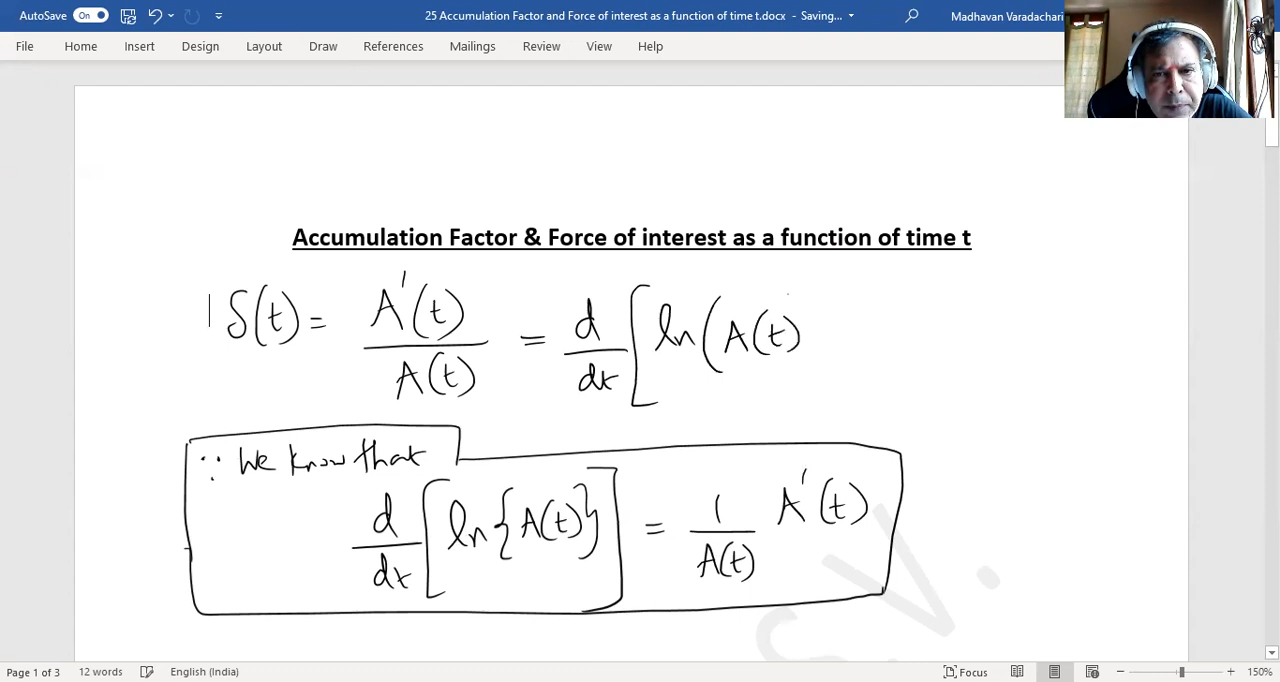 AutoSave On 25 Accumulation Factor and Force of interest as a function of time t.docx - Saving... Madhavan Varadachari
File Home Insert Design Layout Draw References Mailings Review View Help
Accumulation Factor & Force of interest as a function of time t
δ(t) = A'(t) / A(t) = d/dt [ln(A(t)
∵ We know that
d/dt [ln{A(t)}] = 1/A(t) A'(t)
S.V.
Page 1 of 3 12 words English (India) Focus 150%